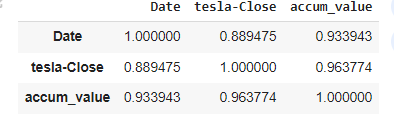 Date tesla-Close accum_value
Date 1.000000 0.889475 0.933943
tesla-Close 0.889475 1.000000 0.963774
accum_value 0.933943 0.963774 1.000000